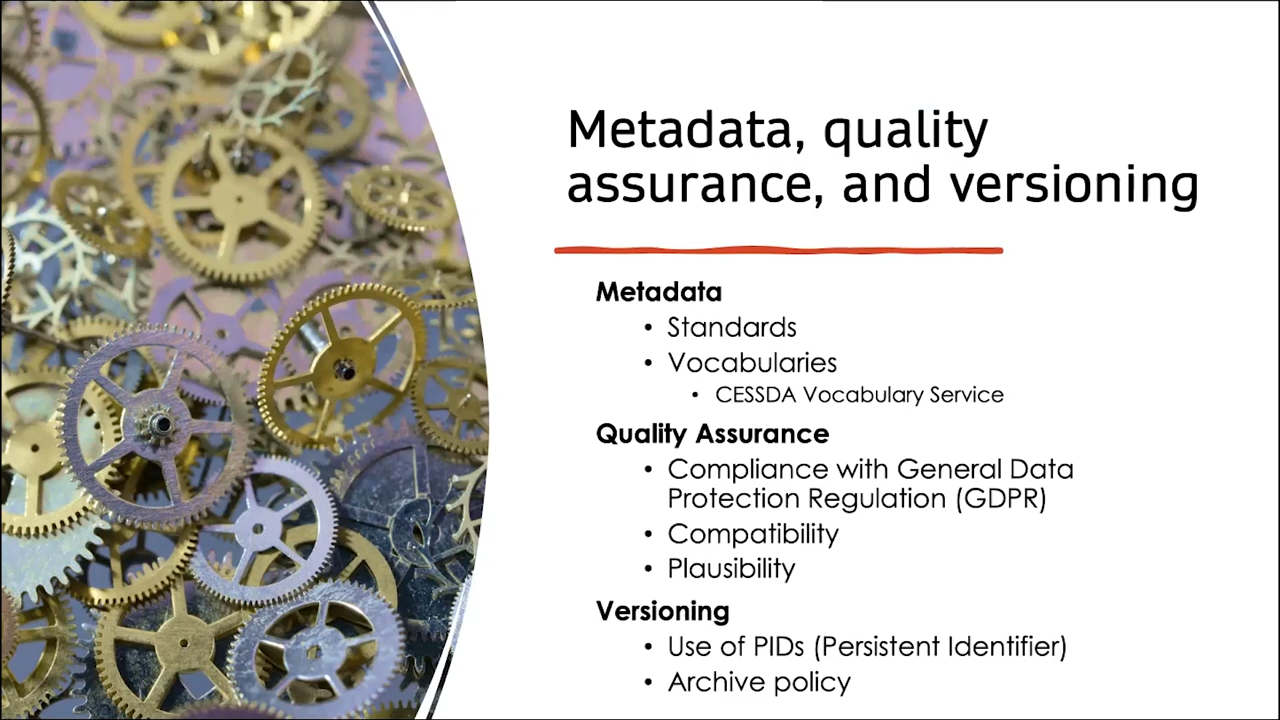 Metadata, quality
assurance, and versioning
Metadata
• Standards
• Vocabularies
• CESSDA Vocabulary Service
Quality Assurance
• Compliance with General Data
Protection Regulation (GDPR)
• Compatibility
• Plausibility
Versioning
• Use of PIDs (Persistent Identifier)
• Archive policy